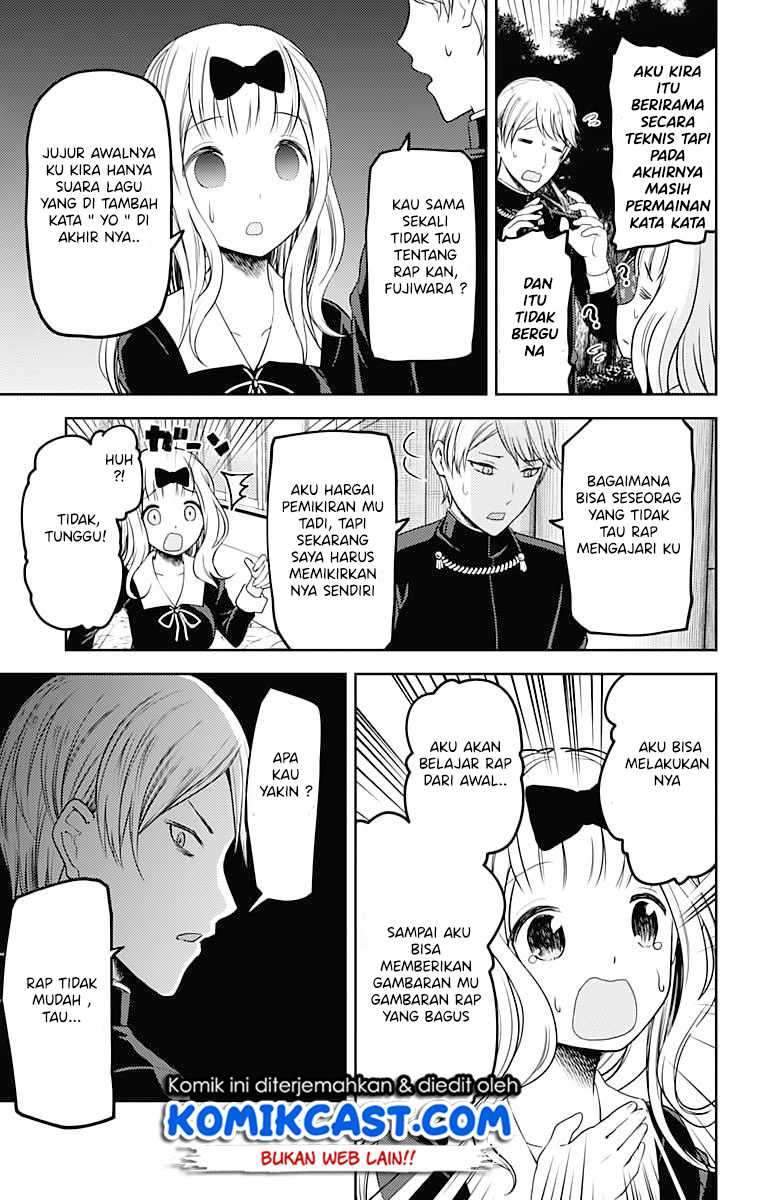 AKU KIRA
ITU
BERIRAMA
SECARA
TEKNIS TAPI
PADA
AKHIRNYA
MASIH
PERMAINAN
KATA KATA
DAN
ITU TIDAK
BERGU
NA
?
?
KAU SAMA
SEKALI
TIDAK TAU
TENTANG
RAP KAN,
FUJIWARA ?
JUJUR AWALNYA
KU KIRA HANYA
SUARA LAGU
YANG DI TAMBAH
KATA " YO " DI
AKHIR NYA..
BAGAIMANA
BISA SESEORAG
YANG TIDAK
TAU RAP
MENGAJARI KU
AKU HARGAI
PEMIKIRAN MU
TADI, TAPI
SEKARANG
SAYA HARUS
MEMIKIRKAN
NYA SENDIRI
ガーン
HUH
?!
TIDAK,
TUNGGU!
AKU BISA
MELAKUKAN
NYA
AKU AKAN
BELAJAR RAP
DARI AWAL..
SAMPAI AKU
BISA
MEMBERIKAN
GAMBARAN MU
GAMBARAN RAP
YANG BAGUS
APA
KAU
YAKIN ?
RAP TIDAK
MUDAH ,
TAU...
Komik ini diterjemahkan & diedit oleh
KOMIKCAST.COM
BUKAN WEB LAIN!!